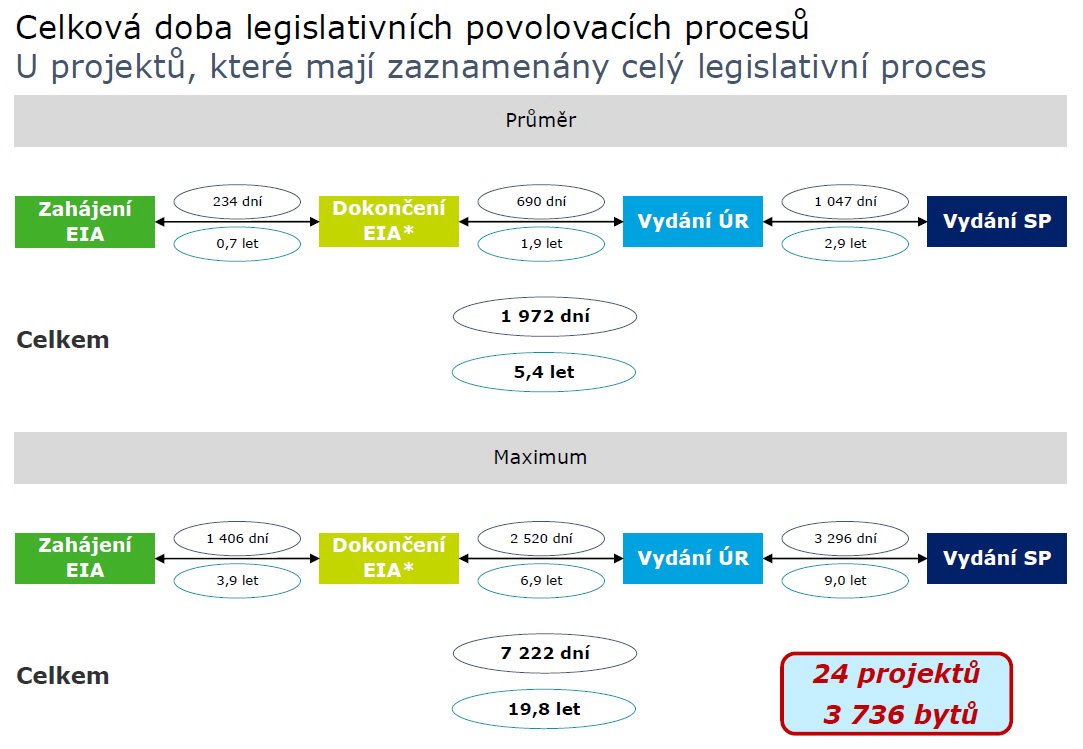 Celková doba legislativních povolovacích procesů
U projektů, které mají zaznamenány celý legislativní proces
Průměr
Zahájení
EIA
234 dní
0,7 let
Dokončení
EIA*
690 dní
1,9 let
Vydání ÚR
1 047 dní
2,9 let
Vydání SP
Celkem
1 972 dní
5,4 let
Maximum
Zahájení
EIA
1 406 dní
3,9 let
Dokončení
EIA*
2 520 dní
6,9 let
Vydání ÚR
3 296 dní
9,0 let
Vydání SP
Celkem
7 222 dní
19,8 let
24 projektů
3 736 bytů